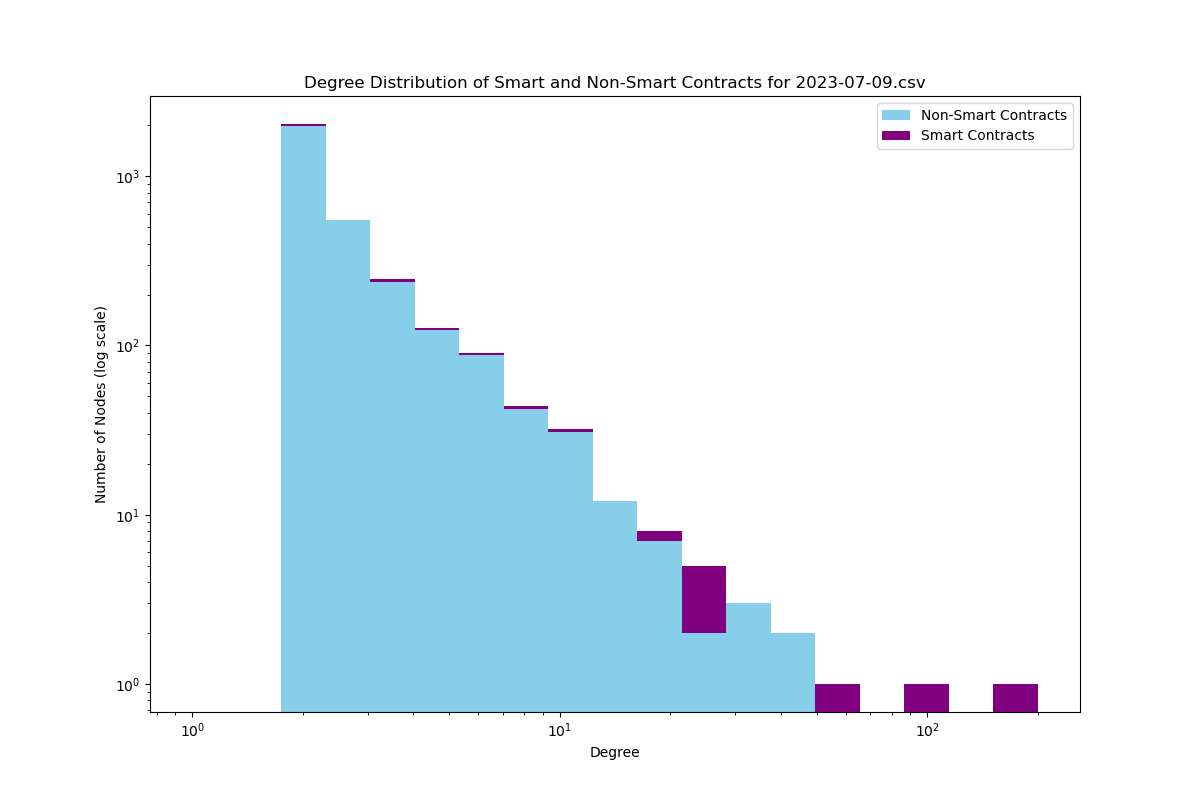 Degree Distribution of Smart and Non-Smart Contracts for 2023-07-09.csv
Non-Smart Contracts
Smart Contracts
Number of Nodes (log scale)
10³
10²
10¹
10⁰
10⁰ 10¹ 10²
Degree